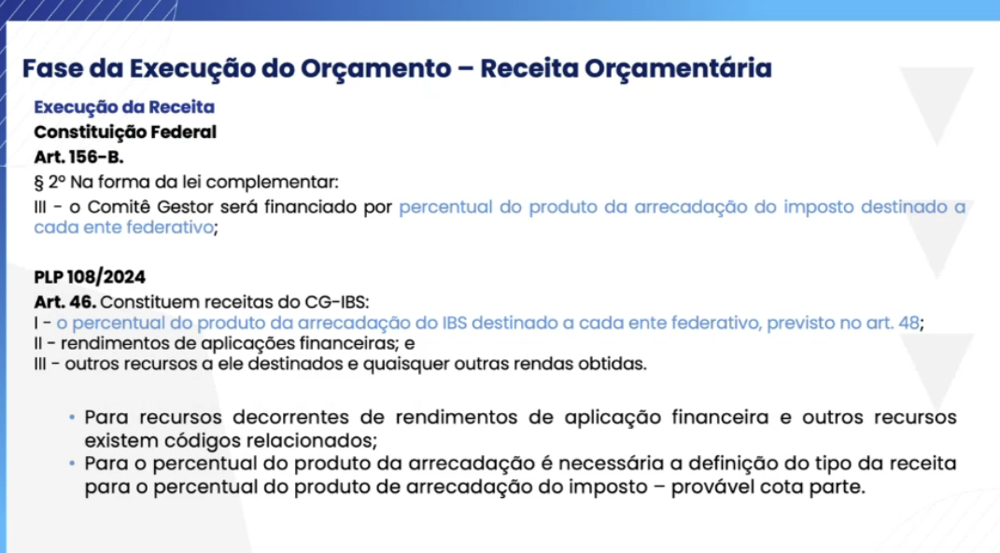 Fase da Execução do Orçamento – Receita Orçamentária
Execução da Receita
Constituição Federal
Art. 156-B.
§ 2º Na forma da lei complementar:
III - o Comitê Gestor será financiado por percentual do produto da arrecadação do imposto destinado a
cada ente federativo;
PLP 108/2024
Art. 46. Constituem receitas do CG-IBS:
I - o percentual do produto da arrecadação do IBS destinado a cada ente federativo, previsto no art. 48;
II - rendimentos de aplicações financeiras; e
III - outros recursos a ele destinados e quaisquer outras rendas obtidas.
• Para recursos decorrentes de rendimentos de aplicação financeira e outros recursos
existem códigos relacionados;
• Para o percentual do produto da arrecadação é necessária a definição do tipo da receita
para o percentual do produto de arrecadação do imposto – provável cota parte.